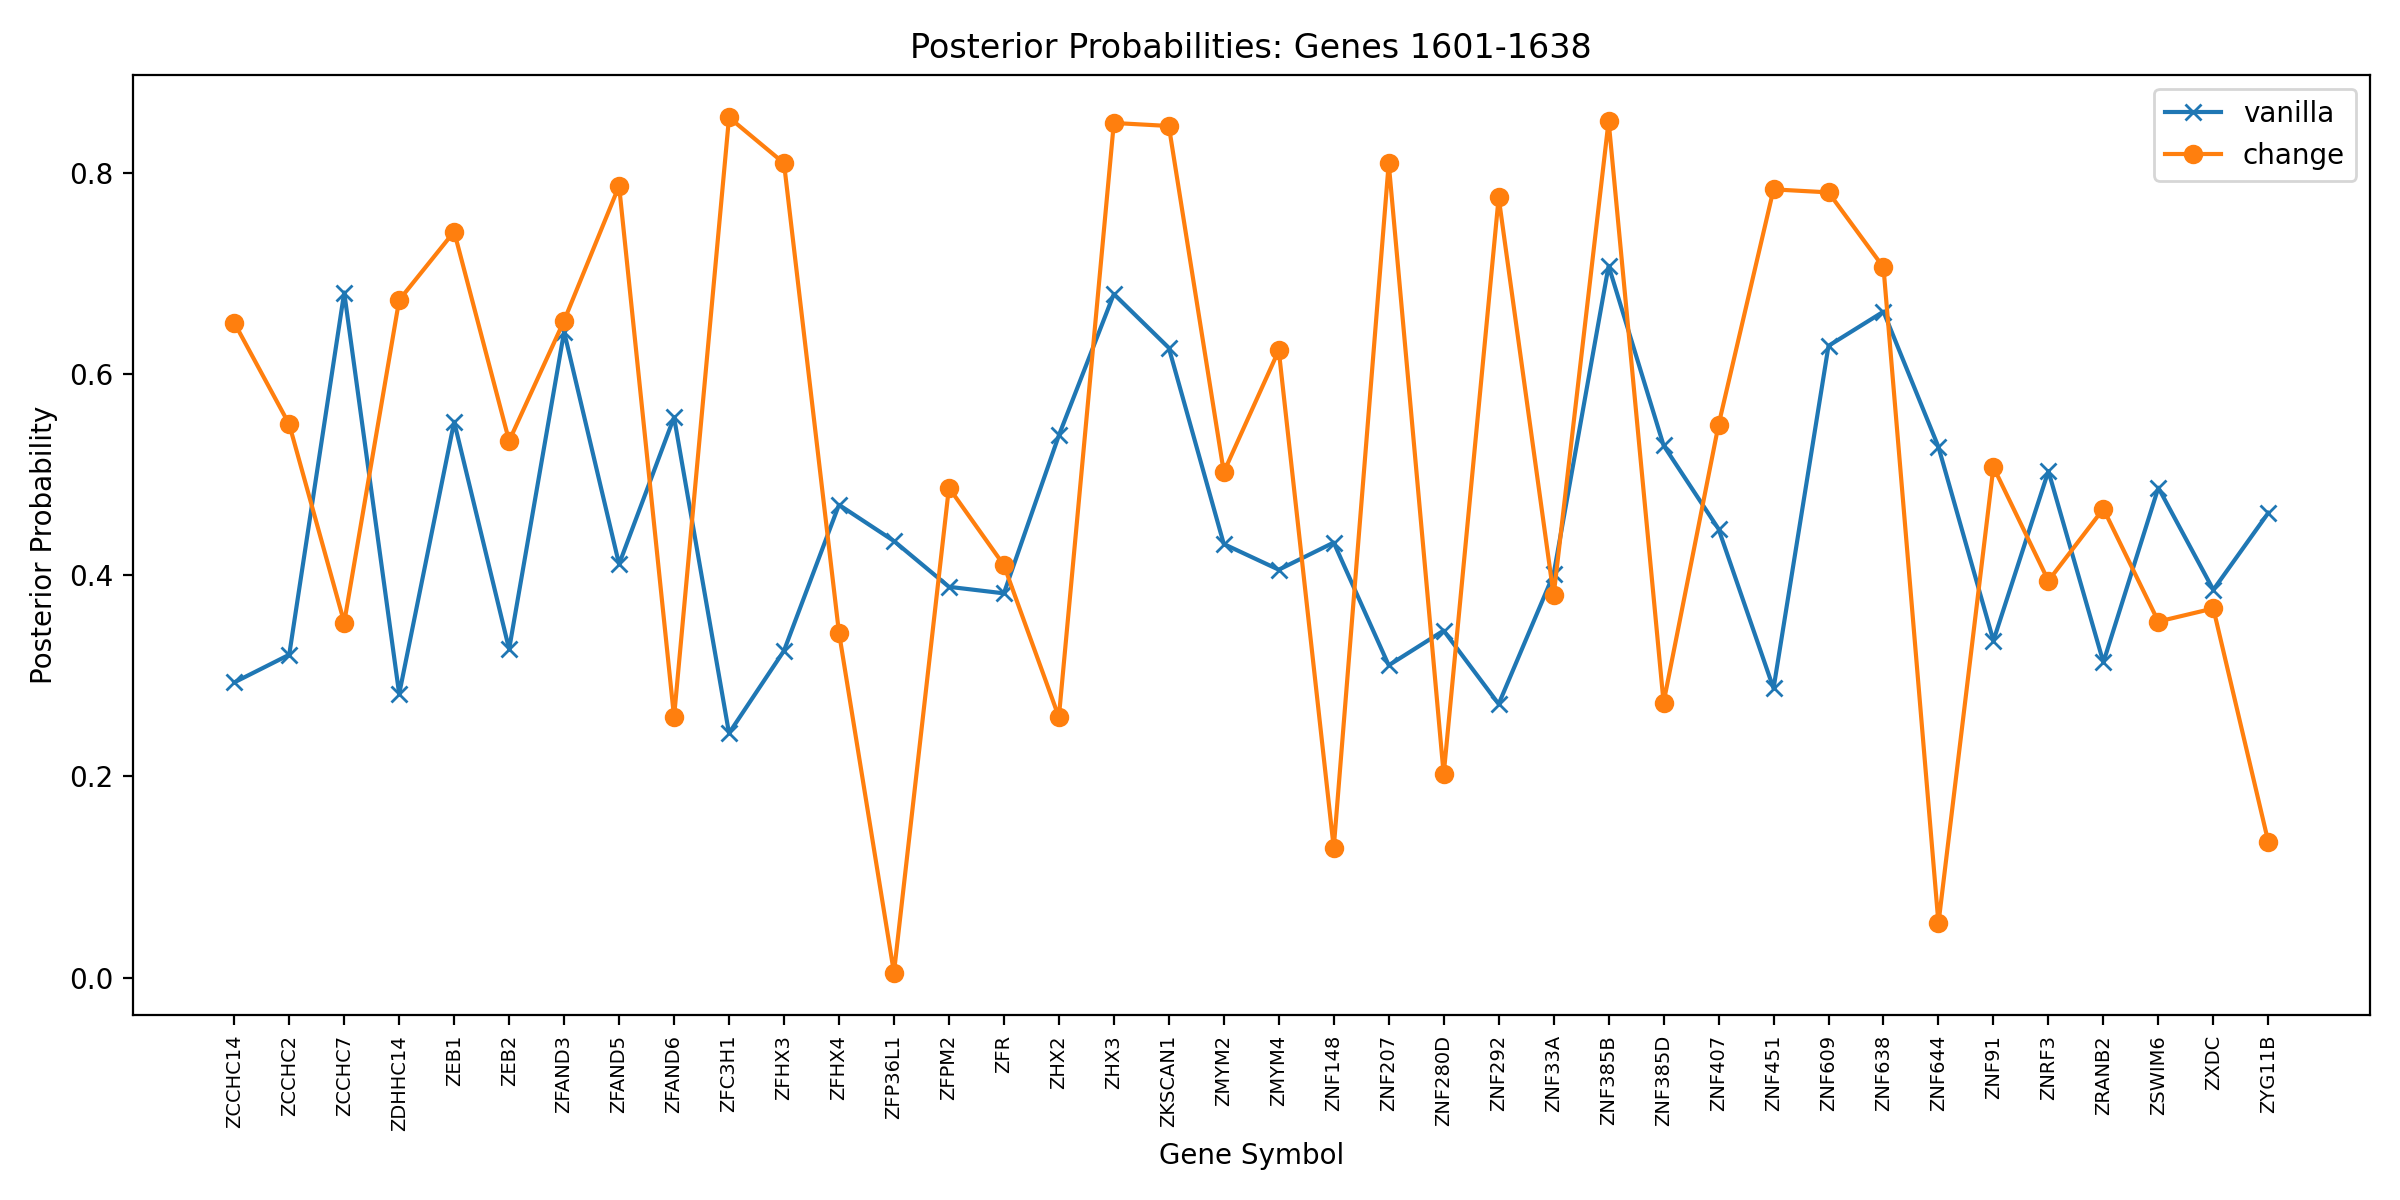 Posterior Probabilities: Genes 1601-1638
vanilla
change
Posterior Probability
0.8
0.6
0.4
0.2
0.0
ZCCHC14
ZCCHC2
ZCCHC7
ZDHHC14
ZEB1
ZEB2
ZFAND3
ZFAND5
ZFAND6
ZFC3H1
ZFHX3
ZFHX4
ZFP36L1
ZFPM2
ZFR
ZHX2
ZHX3
ZKSCAN1
ZMYM2
ZMYM4
ZNF148
ZNF207
ZNF280D
ZNF292
ZNF33A
ZNF385B
ZNF385D
ZNF407
ZNF451
ZNF609
ZNF638
ZNF644
ZNF91
ZNRF3
ZRANB2
ZSWIM6
ZXDC
ZYG11B
Gene Symbol